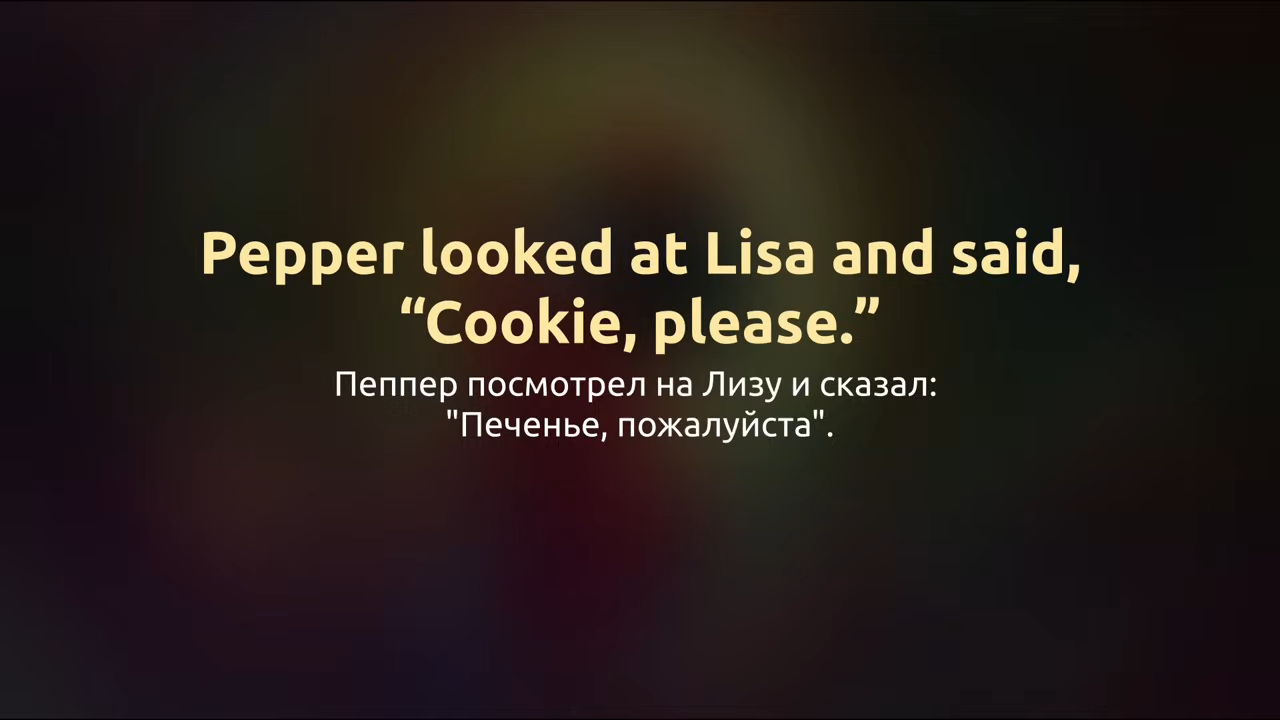 Pepper looked at Lisa and said,
“Cookie, please.”
Пеппер посмотрел на Лизу и сказал:
"Печенье, пожалуйста".